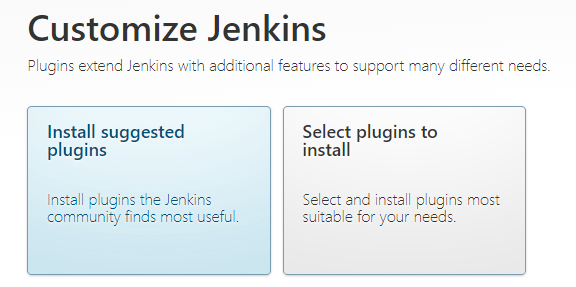 Customize Jenkins
Plugins extend Jenkins with additional features to support many different needs.
Install suggested
plugins
Install plugins the Jenkins
community finds most useful.
Select plugins to
install
Select and install plugins most
suitable for your needs.